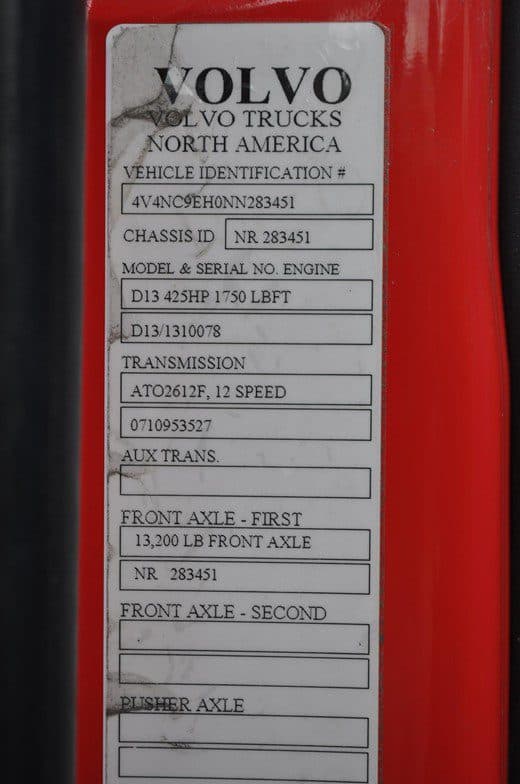 VOLVO
VOLVO TRUCKS
NORTH AMERICA
VEHICLE IDENTIFICATION #
4V4NC9EH0NN283451
CHASSIS ID NR 283451
MODEL & SERIAL NO. ENGINE
D13 425HP 1750 LBFT
D13/1310078
TRANSMISSION
ATO2612F, 12 SPEED
0710953527
AUX TRANS.
FRONT AXLE - FIRST
13,200 LB FRONT AXLE
NR 283451
FRONT AXLE - SECOND
PUSHER AXLE